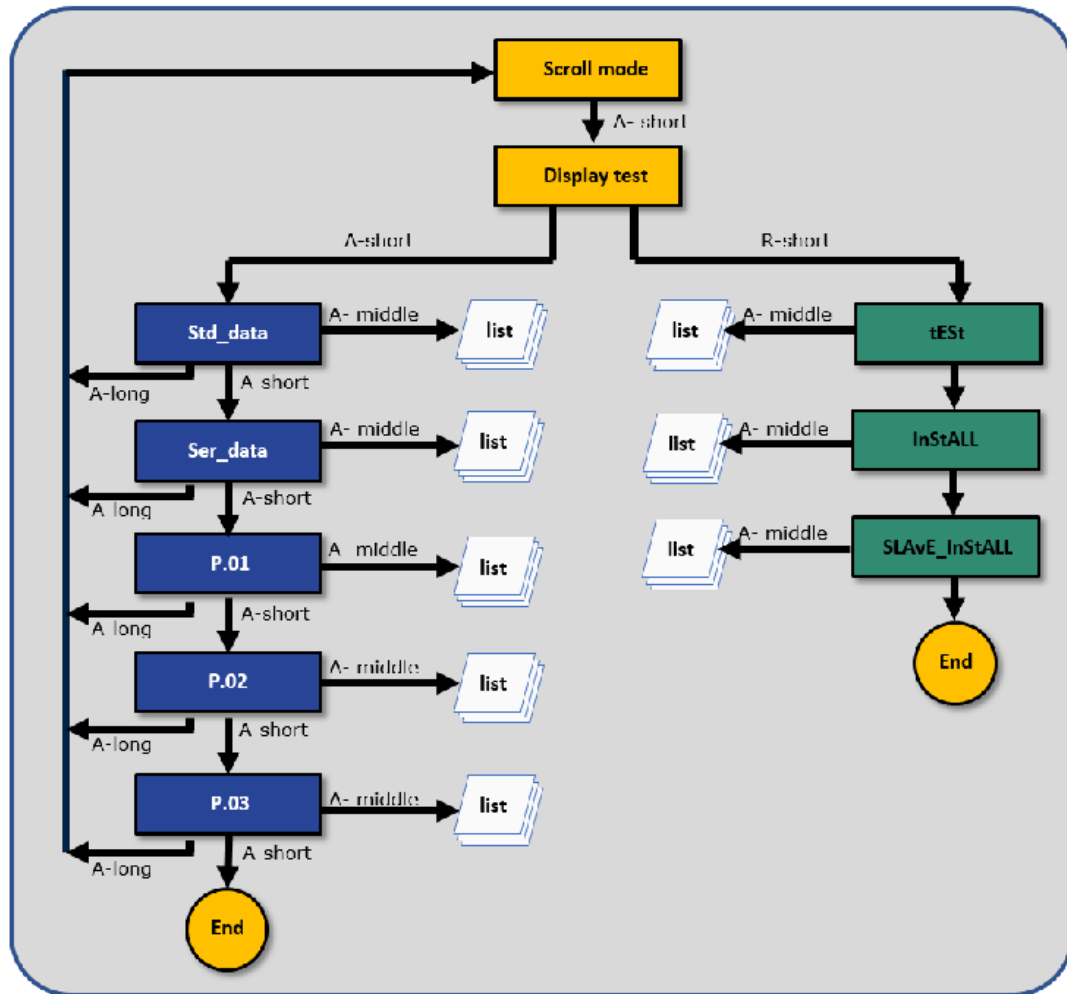 Scroll mode
A- short
Display test
A-short
R-short
Std_data
A- middle
list
list
A- middle
tESt
A-long
A short
Ser_data
A- middle
list
lIst
A- middle
InStALL
A long
A-short
P.01
A middle
list
lIst
A- middle
SLAvE_InStALL
A long
A-short
P.02
A- middle
list
End
A-long
A short
P.03
A- middle
list
A-long
A short
End